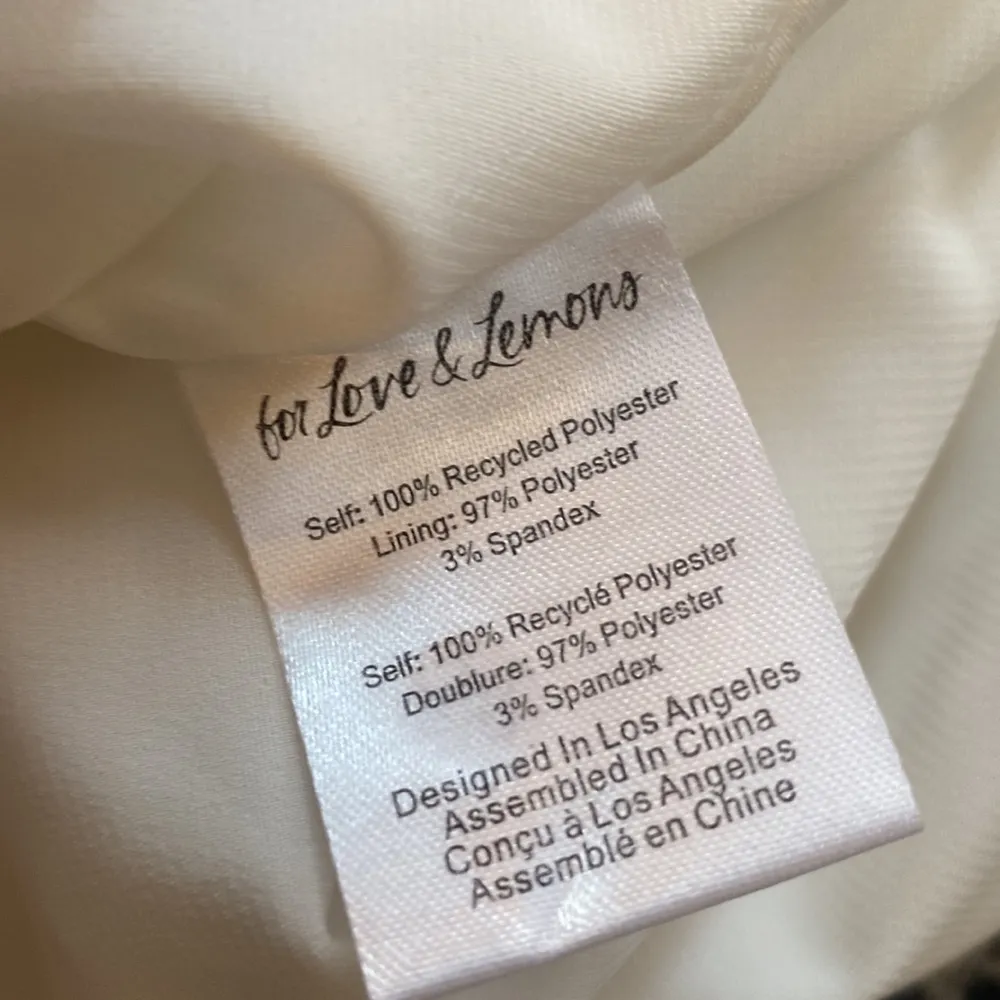 for Love & Lemons
Self: 100% Recycled Polyester
Lining: 97% Polyester
3% Spandex
Self: 100% Recyclé Polyester
Doublure: 97% Polyester
3% Spandex
Designed In Los Angeles
Assembled In China
Conçu à Los Angeles
Assemblé en Chine